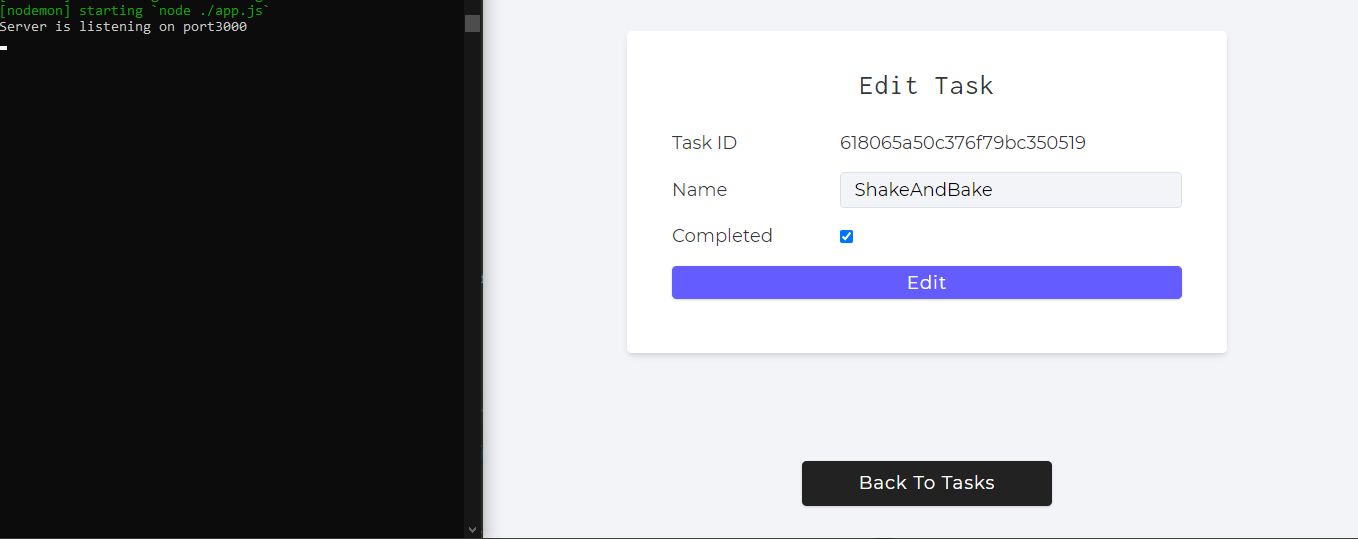 [nodemon] starting `node ./app.js`
Server is listening on port3000
Edit Task
Task ID 618065a50c376f79bc350519
Name ShakeAndBake
Completed
Edit
Back To Tasks